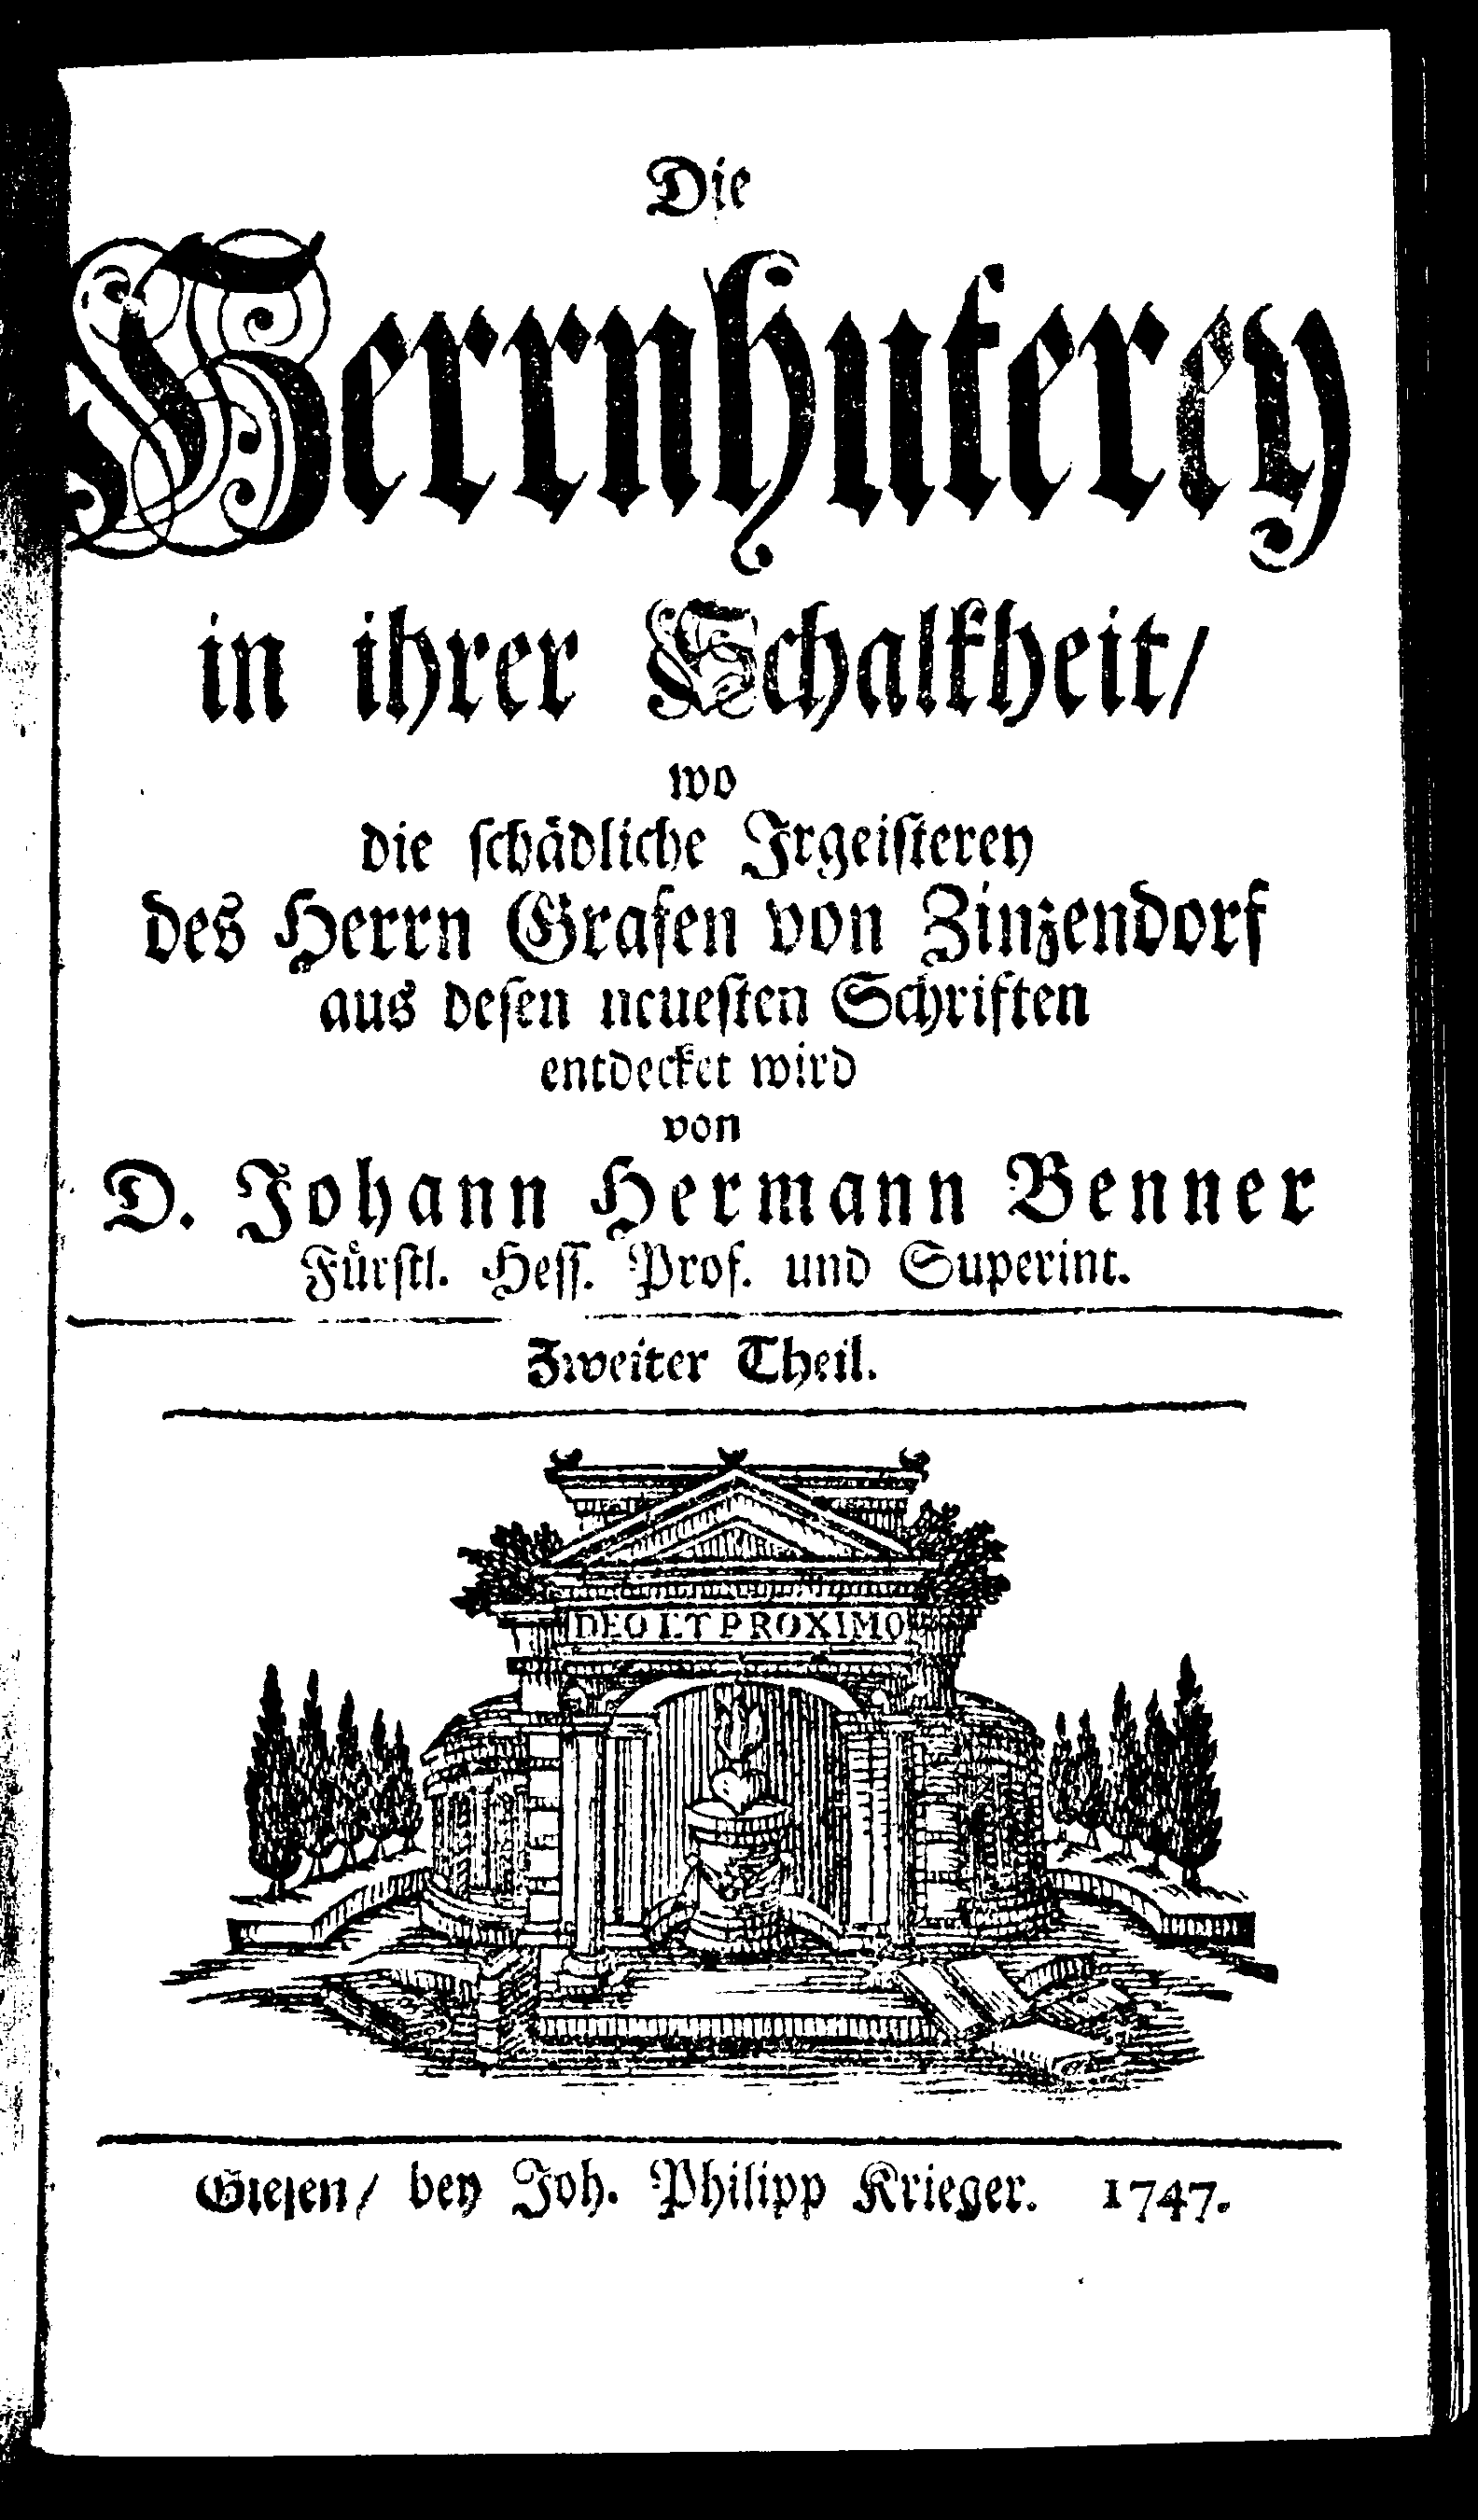 Die
Herrnhuterey
in ihrer Schalkheit/
wo
die schädliche Irgeisterey
des Herrn Grafen von Zinzendorf
aus desen neuesten Schriften
entdecket wird
von
D. Johann Hermann Benner
Fürstl. Hess. Prof. und Superint.
Zweiter Theil.
DEO ET PROXIMO
Giesen/ bey Joh. Philipp Krieger. 1747.